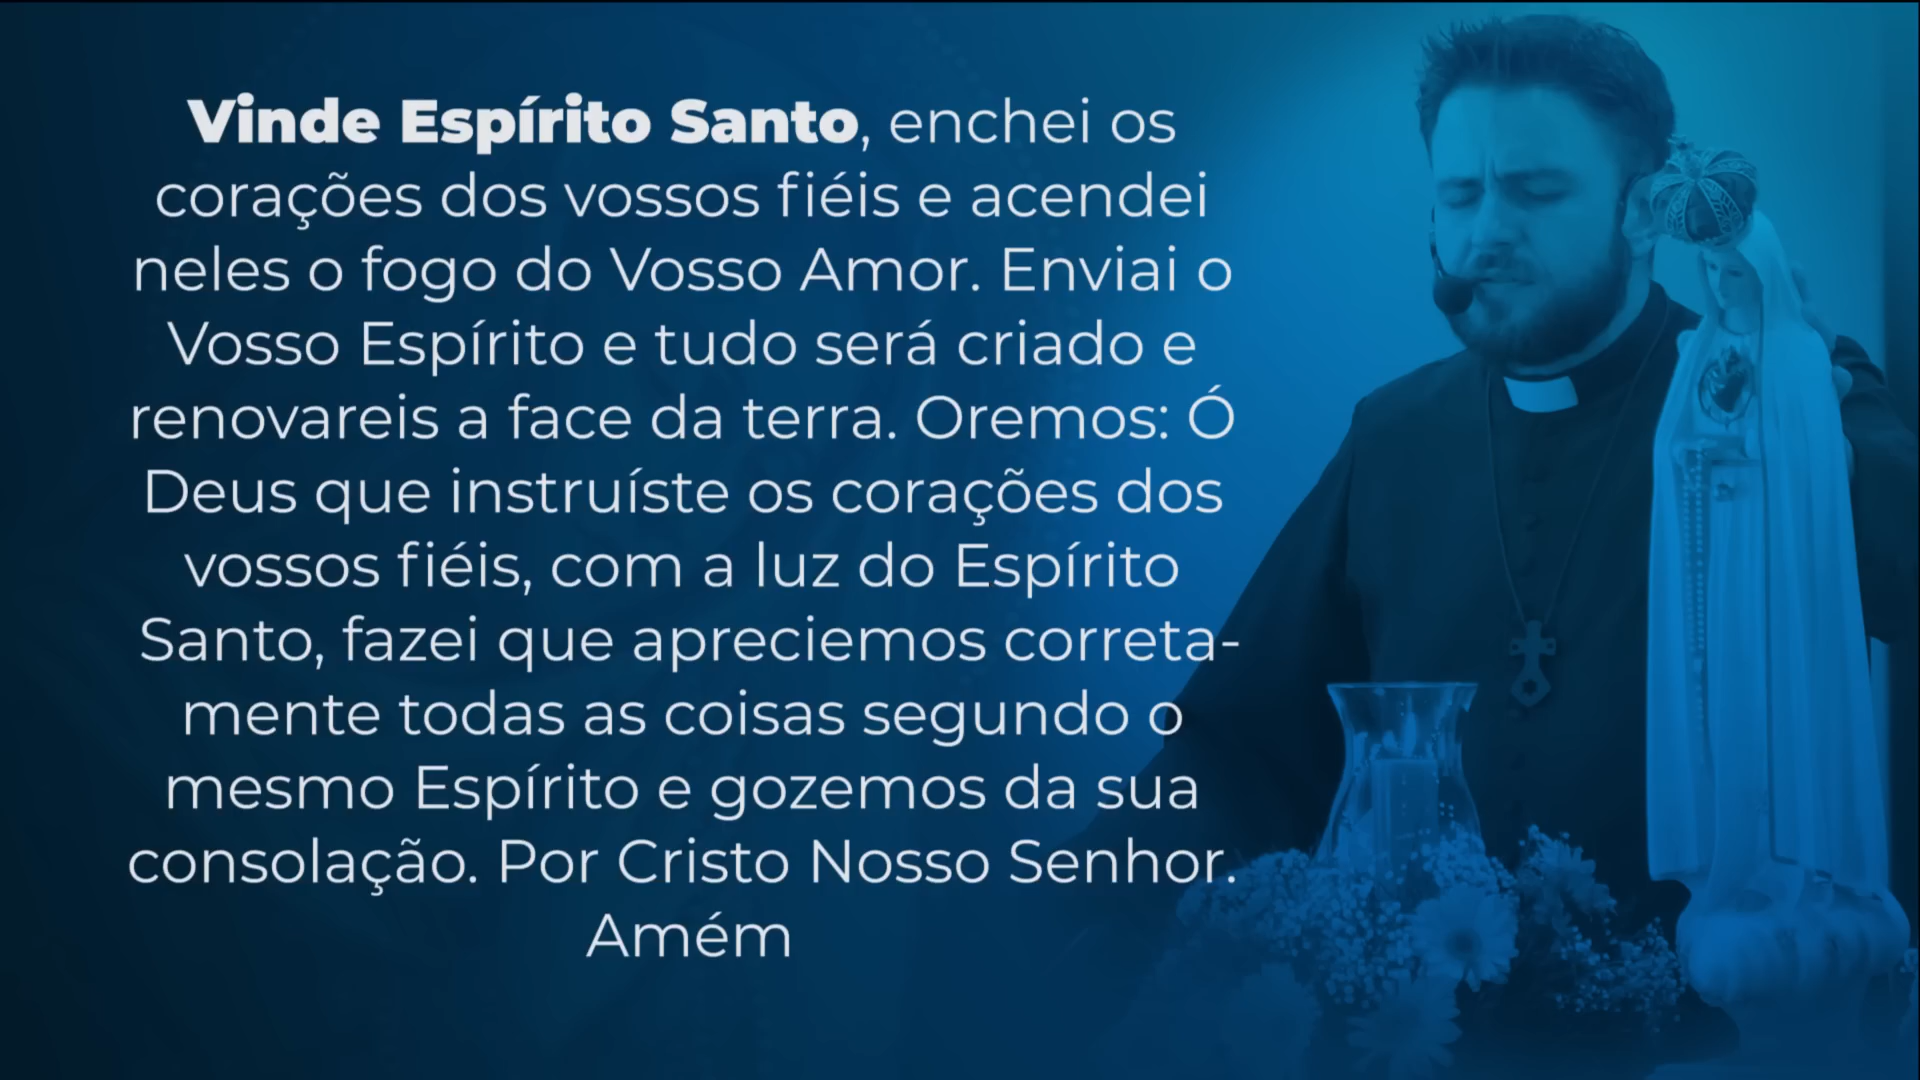 Vinde Espírito Santo, enchei os
corações dos vossos fiéis e acendei
neles o fogo do Vosso Amor. Enviai o
Vosso Espírito e tudo será criado e
renovareis a face da terra. Oremos: Ó
Deus que instruíste os corações dos
vossos fiéis, com a luz do Espírito
Santo, fazei que apreciemos correta-
mente todas as coisas segundo o
mesmo Espírito e gozemos da sua
consolação. Por Cristo Nosso Senhor.
Amém